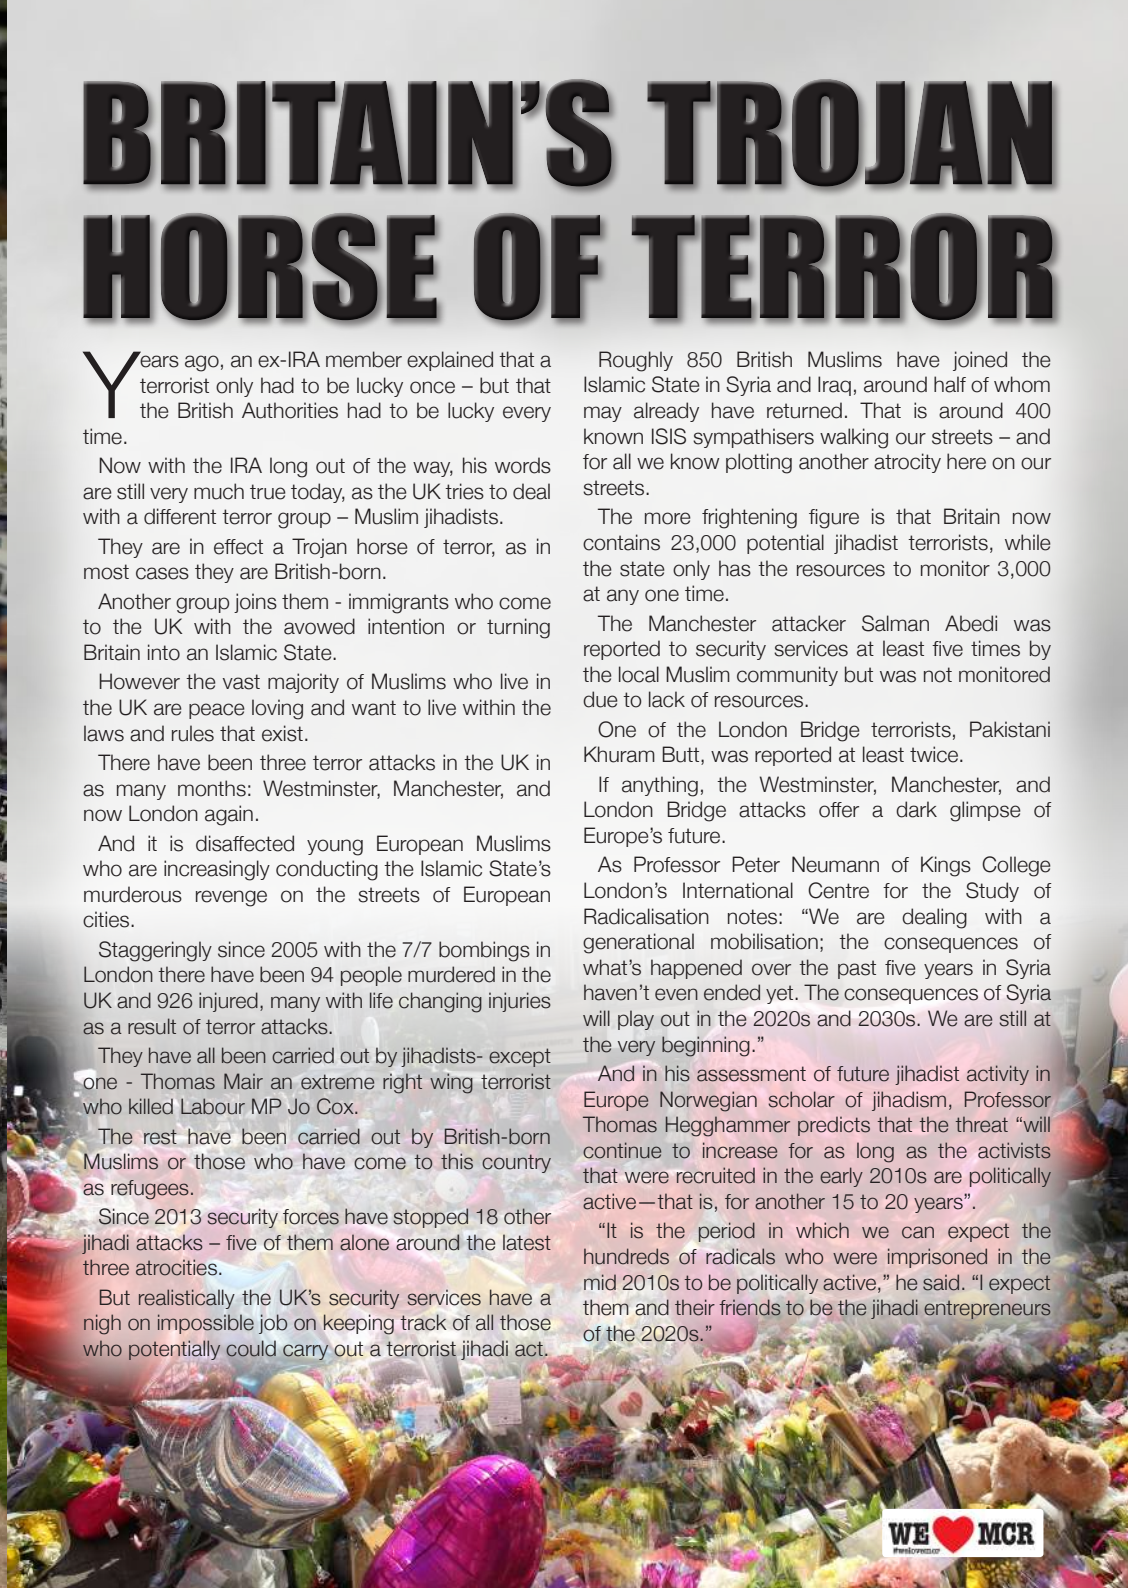 BRITAIN'S TROJAN
HORSE OF TERROR
Years ago, an ex-IRA member explained that a
terrorist only had to be lucky once – but that
the British Authorities had to be lucky every
time.
Now with the IRA long out of the way, his words
are still very much true today, as the UK tries to deal
with a different terror group – Muslim jihadists.
They are in effect a Trojan horse of terror, as in
most cases they are British-born.
Another group joins them - immigrants who come
to the UK with the avowed intention or turning
Britain into an Islamic State.
However the vast majority of Muslims who live in
the UK are peace loving and want to live within the
laws and rules that exist.
There have been three terror attacks in the UK in
as many months: Westminster, Manchester, and
now London again.
And it is disaffected young European Muslims
who are increasingly conducting the Islamic State's
murderous revenge on the streets of European
cities.
Staggeringly since 2005 with the 7/7 bombings in
London there have been 94 people murdered in the
UK and 926 injured, many with life changing injuries
as a result of terror attacks.
They have all been carried out by jihadists- except
one - Thomas Mair an extreme right wing terrorist
who killed Labour MP Jo Cox.
The rest have been carried out by British-born
Muslims or those who have come to this country
as refugees.
Since 2013 security forces have stopped 18 other
jihadi attacks – five of them alone around the latest
three atrocities.
But realistically the UK's security services have a
nigh on impossible job on keeping track of all those
who potentially could carry out a terrorist jihadi act.
Roughly 850 British Muslims have joined the
Islamic State in Syria and Iraq, around half of whom
may already have returned. That is around 400
known ISIS sympathisers walking our streets – and
for all we know plotting another atrocity here on our
streets.
The more frightening figure is that Britain now
contains 23,000 potential jihadist terrorists, while
the state only has the resources to monitor 3,000
at any one time.
The Manchester attacker Salman Abedi was
reported to security services at least five times by
the local Muslim community but was not monitored
due to lack of resources.
One of the London Bridge terrorists, Pakistani
Khuram Butt, was reported at least twice.
If anything, the Westminster, Manchester, and
London Bridge attacks offer a dark glimpse of
Europe's future.
As Professor Peter Neumann of Kings College
London's International Centre for the Study of
Radicalisation notes: “We are dealing with a
generational mobilisation; the consequences of
what's happened over the past five years in Syria
haven't even ended yet. The consequences of Syria
will play out in the 2020s and 2030s. We are still at
the very beginning.”
And in his assessment of future jihadist activity in
Europe Norwegian scholar of jihadism, Professor
Thomas Hegghammer predicts that the threat “will
continue to increase for as long as the activists
that were recruited in the early 2010s are politically
active—that is, for another 15 to 20 years”.
“It is the period in which we can expect the
hundreds of radicals who were imprisoned in the
mid 2010s to be politically active,” he said. “I expect
them and their friends to be the jihadi entrepreneurs
of the 2020s.”
WE MCR
#welovemcr